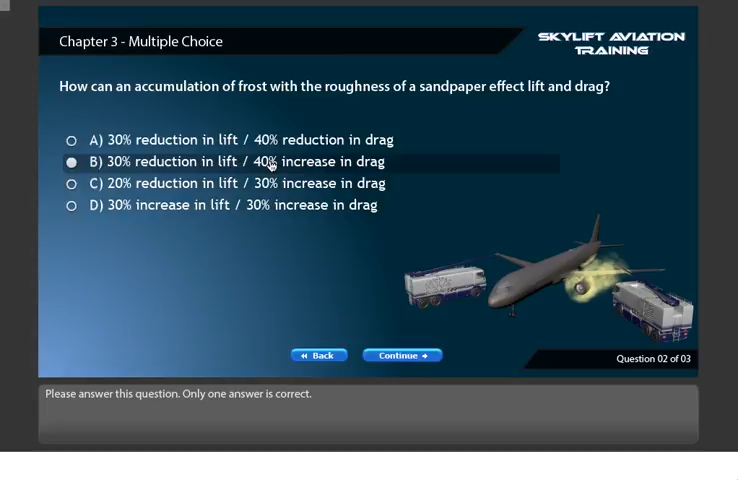 Chapter 3 - Multiple Choice
SKYLIFT AVIATION
TRAINING
How can an accumulation of frost with the roughness of a sandpaper effect lift and drag?
A) 30% reduction in lift / 40% reduction in drag
B) 30% reduction in lift / 40% increase in drag
C) 20% reduction in lift / 30% increase in drag
D) 30% increase in lift / 30% increase in drag
Back
Continue
Question 02 of 03
Please answer this question. Only one answer is correct.